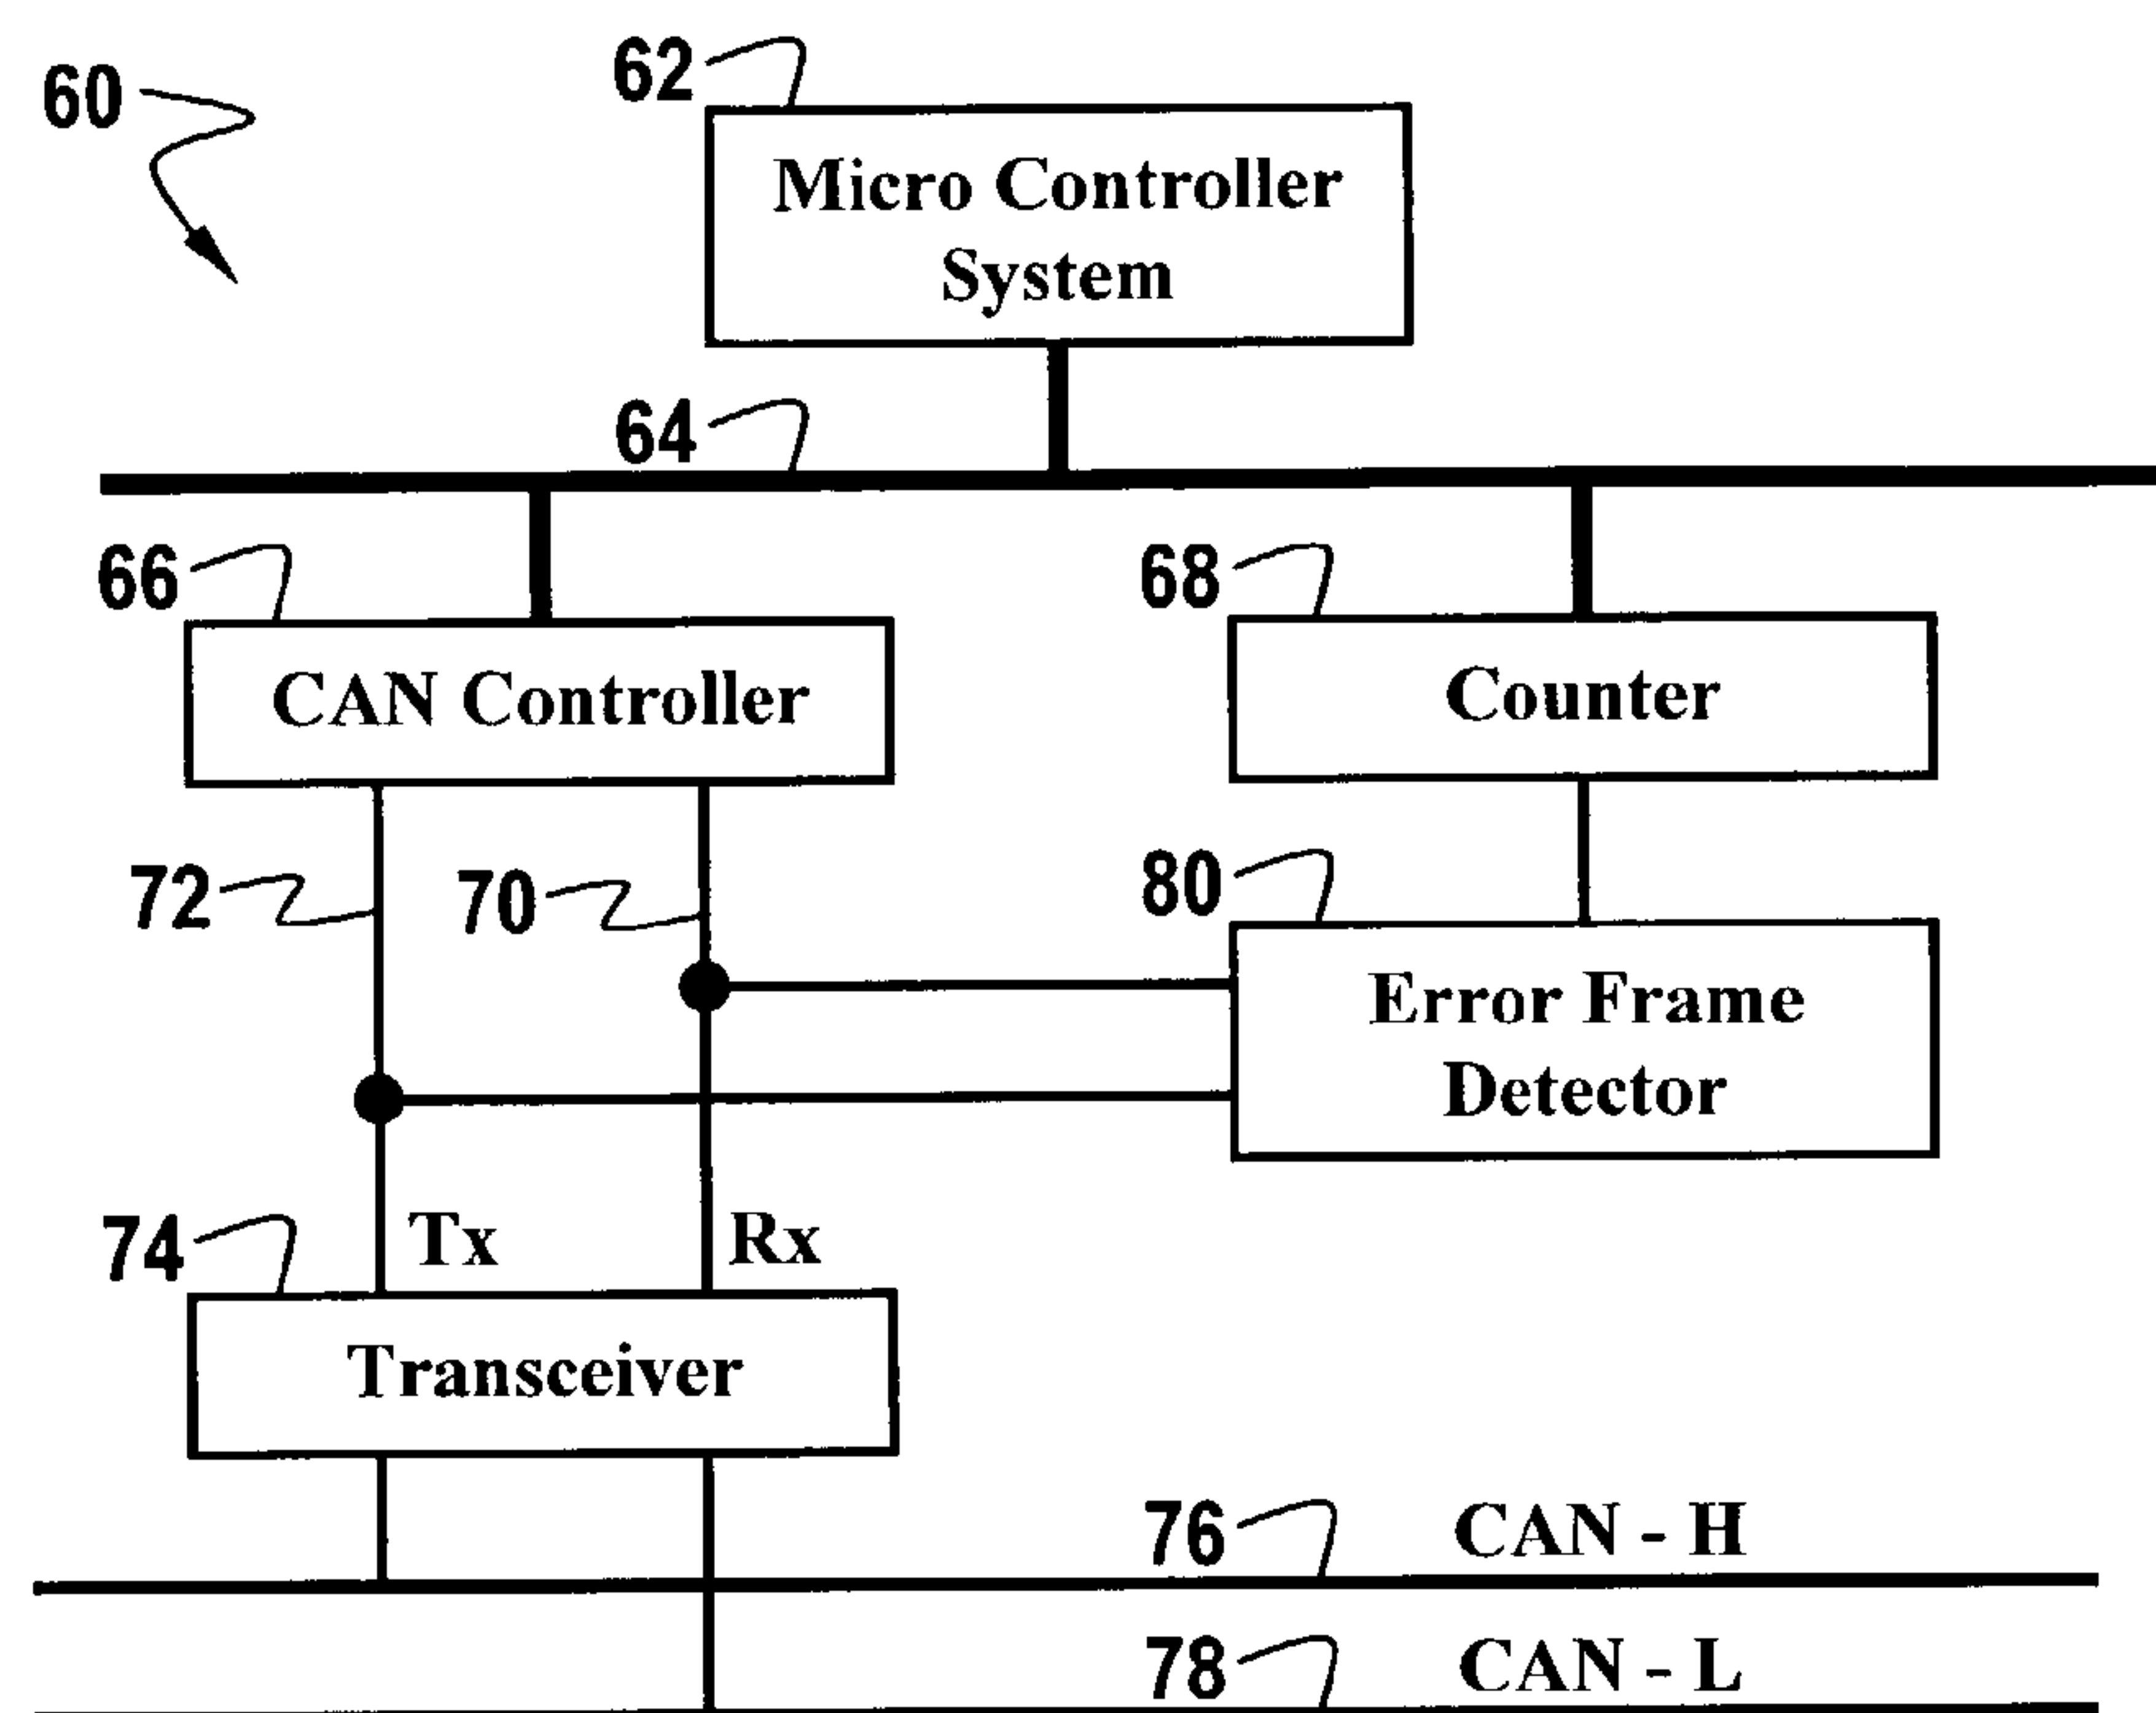 60
62
Micro Controller
System
64
66
68
CAN Controller
Counter
72
70
80
Error Frame
Detector
74
Tx
Rx
Transceiver
76
CAN - H
78
CAN - L